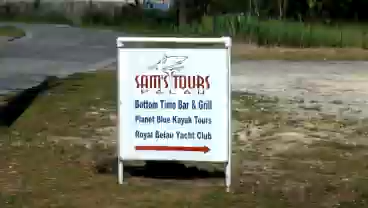 SAM'S TOURS
PALAU
Bottom Time Bar & Grill
Planet Blue Kayak Tours
Royal Belau Yacht Club